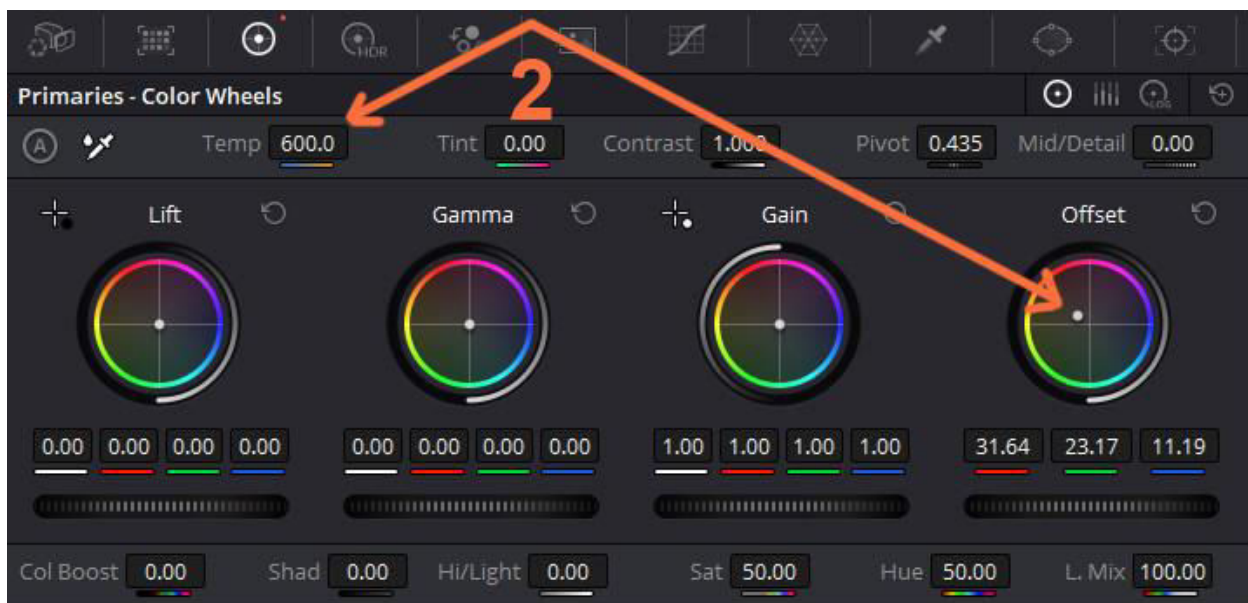 HDR
2
Primaries - Color Wheels
LOG
A Temp 600.0 Tint 0.00 Contrast 1.000 Pivot 0.435 Mid/Detail 0.00
Lift Gamma Gain Offset
0.00 0.00 0.00 0.00 0.00 0.00 0.00 0.00 1.00 1.00 1.00 1.00 31.64 23.17 11.19
Col Boost 0.00 Shad 0.00 Hi/Light 0.00 Sat 50.00 Hue 50.00 L. Mix 100.00